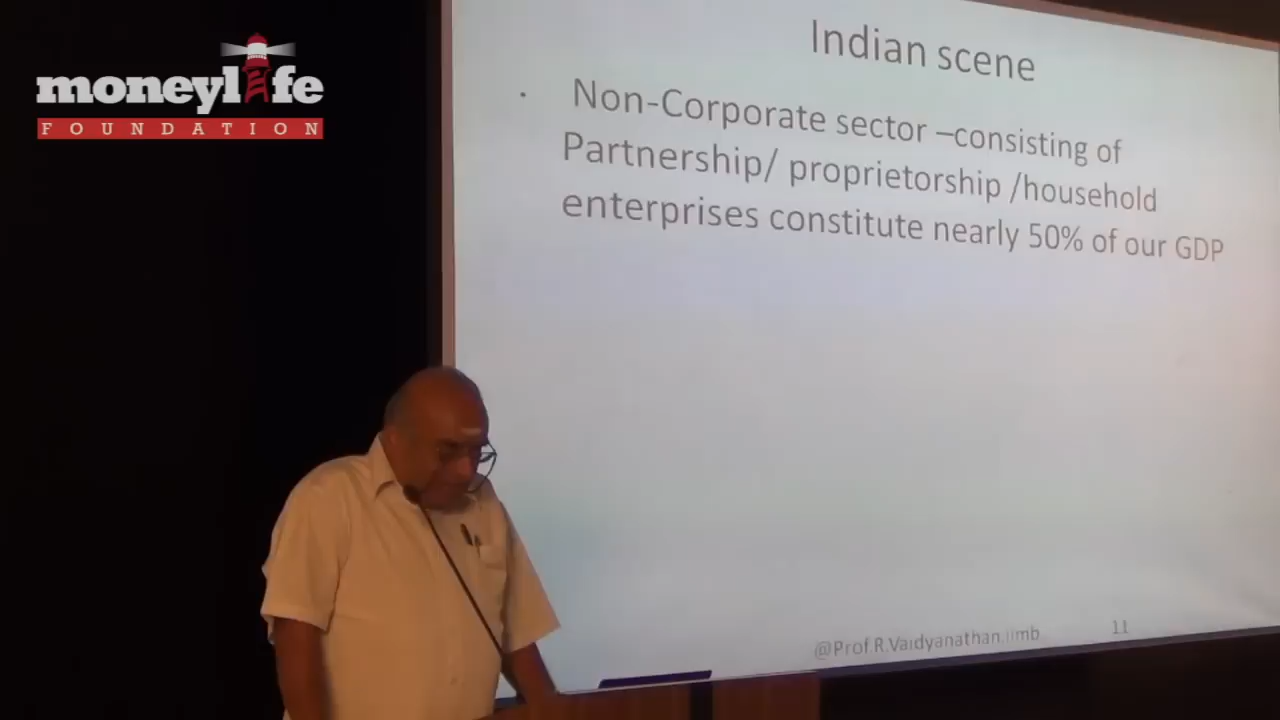 moneylife
FOUNDATION
Indian scene
· Non-Corporate sector –consisting of
Partnership/ proprietorship /household
enterprises constitute nearly 50% of our GDP
@Prof.R.Vaidyanathan.iimb
11